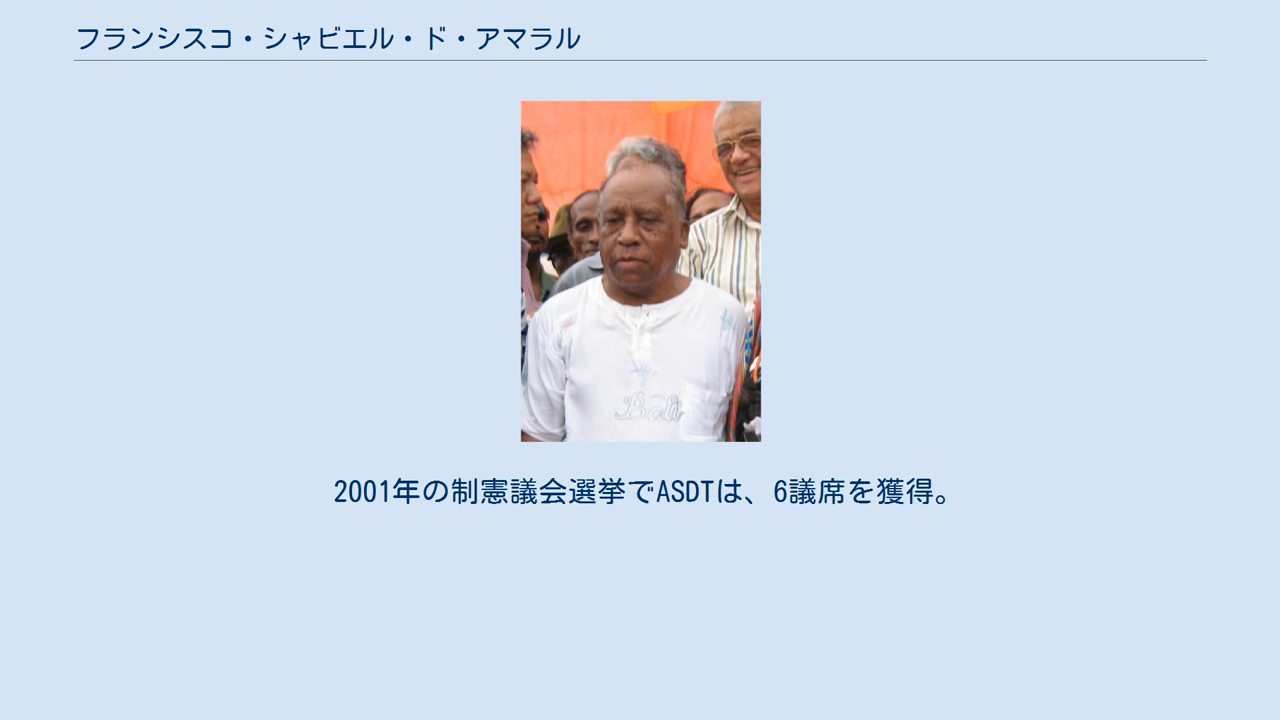 フランシスコ・シャビエル・ド・アマラル
Bali
2001年の制憲議会選挙でASDTは、6議席を獲得。